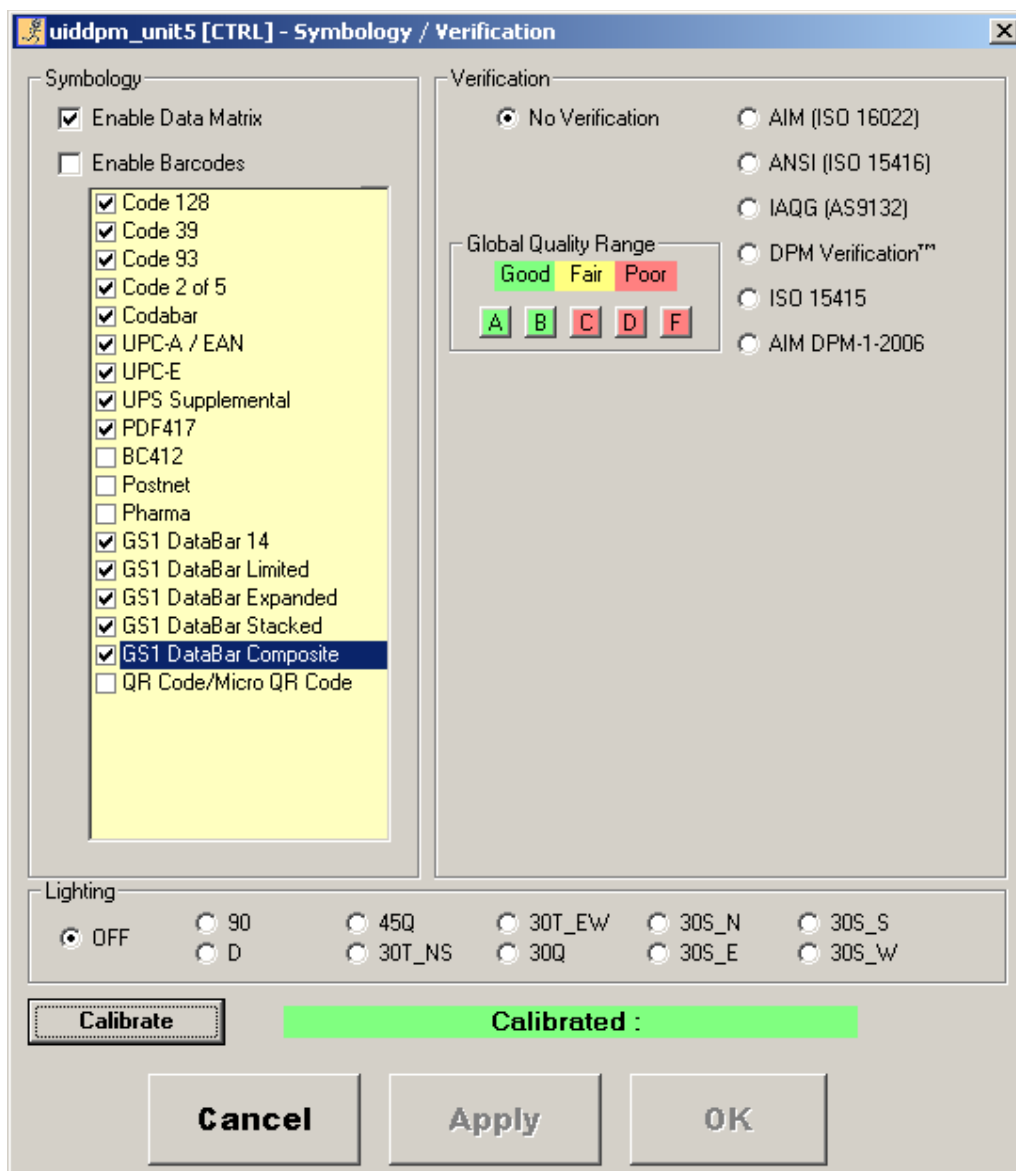 uiddpm_unit5 [CTRL] - Symbology / Verification
Symbology
Enable Data Matrix
Enable Barcodes
Code 128
Code 39
Code 93
Code 2 of 5
Codabar
UPC-A / EAN
UPC-E
UPS Supplemental
PDF417
BC412
Postnet
Pharma
GS1 DataBar 14
GS1 DataBar Limited
GS1 DataBar Expanded
GS1 DataBar Stacked
GS1 DataBar Composite
QR Code/Micro QR Code
Verification
No Verification
AIM (ISO 16022)
ANSI (ISO 15416)
IAQG (AS9132)
DPM Verification™
ISO 15415
AIM DPM-1-2006
Global Quality Range
Good Fair Poor
A B C D F
Lighting
OFF
90 45Q 30T_EW 30S_N 30S_S
D 30T_NS 30Q 30S_E 30S_W
Calibrate Calibrated :
Cancel Apply OK